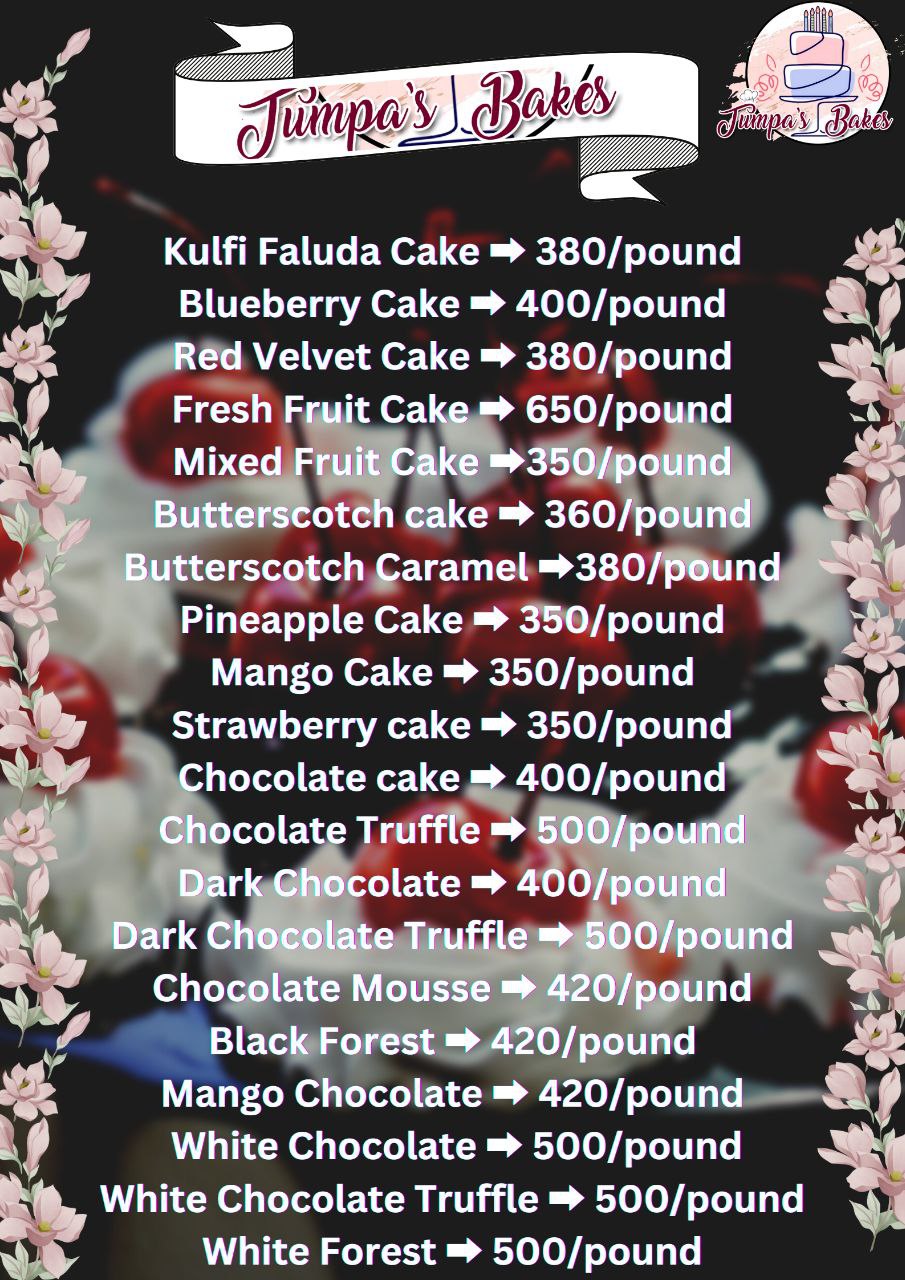 Jumpa's Bakes
Jumpa's Bakes
Kulfi Faluda Cake ➡ 380/pound
Blueberry Cake ➡ 400/pound
Red Velvet Cake ➡ 380/pound
Fresh Fruit Cake ➡ 650/pound
Mixed Fruit Cake ➡350/pound
Butterscotch cake ➡ 360/pound
Butterscotch Caramel ➡380/pound
Pineapple Cake ➡ 350/pound
Mango Cake ➡ 350/pound
Strawberry cake ➡ 350/pound
Chocolate cake ➡ 400/pound
Chocolate Truffle ➡ 500/pound
Dark Chocolate ➡ 400/pound
Dark Chocolate Truffle ➡ 500/pound
Chocolate Mousse ➡ 420/pound
Black Forest ➡ 420/pound
Mango Chocolate ➡ 420/pound
White Chocolate ➡ 500/pound
White Chocolate Truffle ➡ 500/pound
White Forest ➡ 500/pound